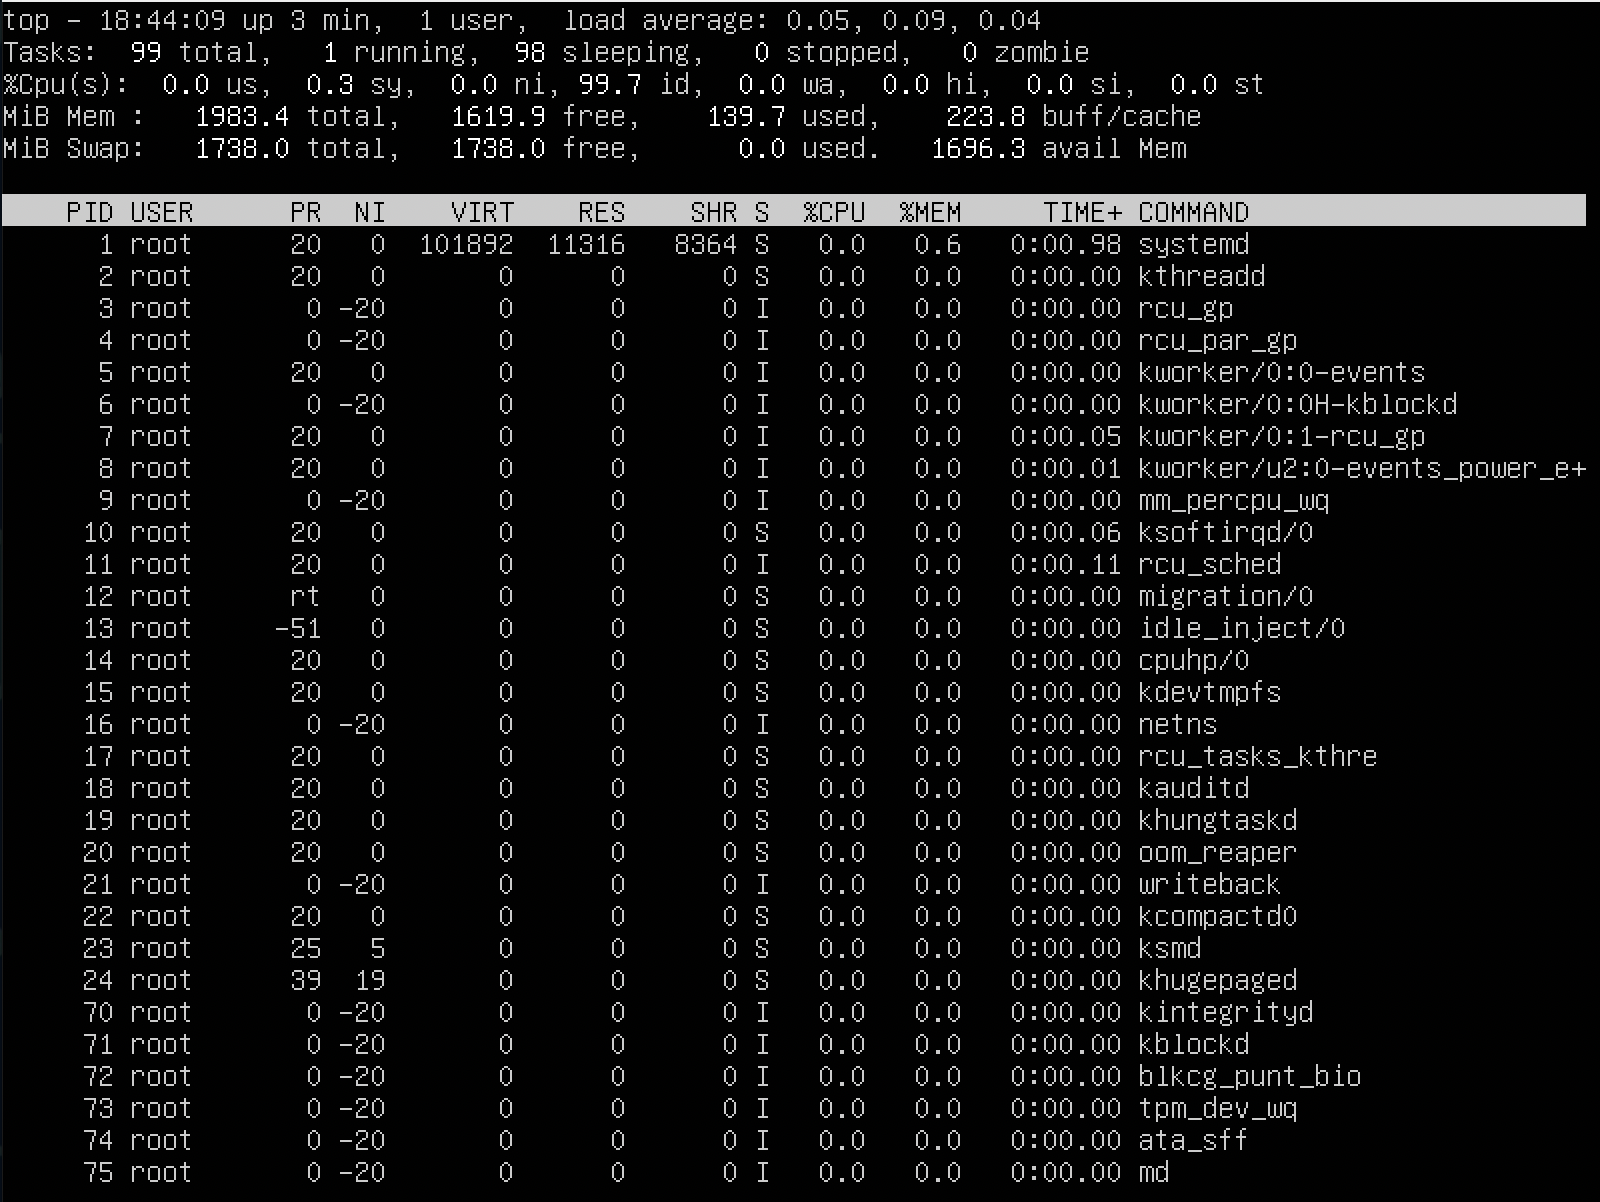 top - 18:44:09 up 3 min,  1 user,  load average: 0.05, 0.09, 0.04
Tasks:  99 total,   1 running,  98 sleeping,   0 stopped,   0 zombie
%Cpu(s):  0.0 us,  0.3 sy,  0.0 ni, 99.7 id,  0.0 wa,  0.0 hi,  0.0 si,  0.0 st
MiB Mem :   1983.4 total,   1619.9 free,    139.7 used,    223.8 buff/cache
MiB Swap:   1738.0 total,   1738.0 free,      0.0 used.   1696.3 avail Mem
PID USER      PR  NI    VIRT    RES    SHR S  %CPU  %MEM     TIME+ COMMAND
1 root      20   0  101892  11316   8364 S   0.0   0.6   0:00.98 systemd
2 root      20   0       0      0      0 S   0.0   0.0   0:00.00 kthreadd
3 root       0 -20       0      0      0 I   0.0   0.0   0:00.00 rcu_gp
4 root       0 -20       0      0      0 I   0.0   0.0   0:00.00 rcu_par_gp
5 root      20   0       0      0      0 I   0.0   0.0   0:00.00 kworker/0:0-events
6 root       0 -20       0      0      0 I   0.0   0.0   0:00.00 kworker/0:0H-kblockd
7 root      20   0       0      0      0 I   0.0   0.0   0:00.05 kworker/0:1-rcu_gp
8 root      20   0       0      0      0 I   0.0   0.0   0:00.01 kworker/u2:0-events_power_e+
9 root       0 -20       0      0      0 I   0.0   0.0   0:00.00 mm_percpu_wq
10 root      20   0       0      0      0 S   0.0   0.0   0:00.06 ksoftirqd/0
11 root      20   0       0      0      0 I   0.0   0.0   0:00.11 rcu_sched
12 root      rt   0       0      0      0 S   0.0   0.0   0:00.00 migration/0
13 root     -51   0       0      0      0 S   0.0   0.0   0:00.00 idle_inject/0
14 root      20   0       0      0      0 S   0.0   0.0   0:00.00 cpuhp/0
15 root      20   0       0      0      0 S   0.0   0.0   0:00.00 kdevtmpfs
16 root       0 -20       0      0      0 I   0.0   0.0   0:00.00 netns
17 root      20   0       0      0      0 S   0.0   0.0   0:00.00 rcu_tasks_kthre
18 root      20   0       0      0      0 S   0.0   0.0   0:00.00 kauditd
19 root      20   0       0      0      0 S   0.0   0.0   0:00.00 khungtaskd
20 root      20   0       0      0      0 S   0.0   0.0   0:00.00 oom_reaper
21 root       0 -20       0      0      0 I   0.0   0.0   0:00.00 writeback
22 root      20   0       0      0      0 S   0.0   0.0   0:00.00 kcompactd0
23 root      25   5       0      0      0 S   0.0   0.0   0:00.00 ksmd
24 root      39  19       0      0      0 S   0.0   0.0   0:00.00 khugepaged
70 root       0 -20       0      0      0 I   0.0   0.0   0:00.00 kintegrityd
71 root       0 -20       0      0      0 I   0.0   0.0   0:00.00 kblockd
72 root       0 -20       0      0      0 I   0.0   0.0   0:00.00 blkcg_punt_bio
73 root       0 -20       0      0      0 I   0.0   0.0   0:00.00 tpm_dev_wq
74 root       0 -20       0      0      0 I   0.0   0.0   0:00.00 ata_sff
75 root       0 -20       0      0      0 I   0.0   0.0   0:00.00 md